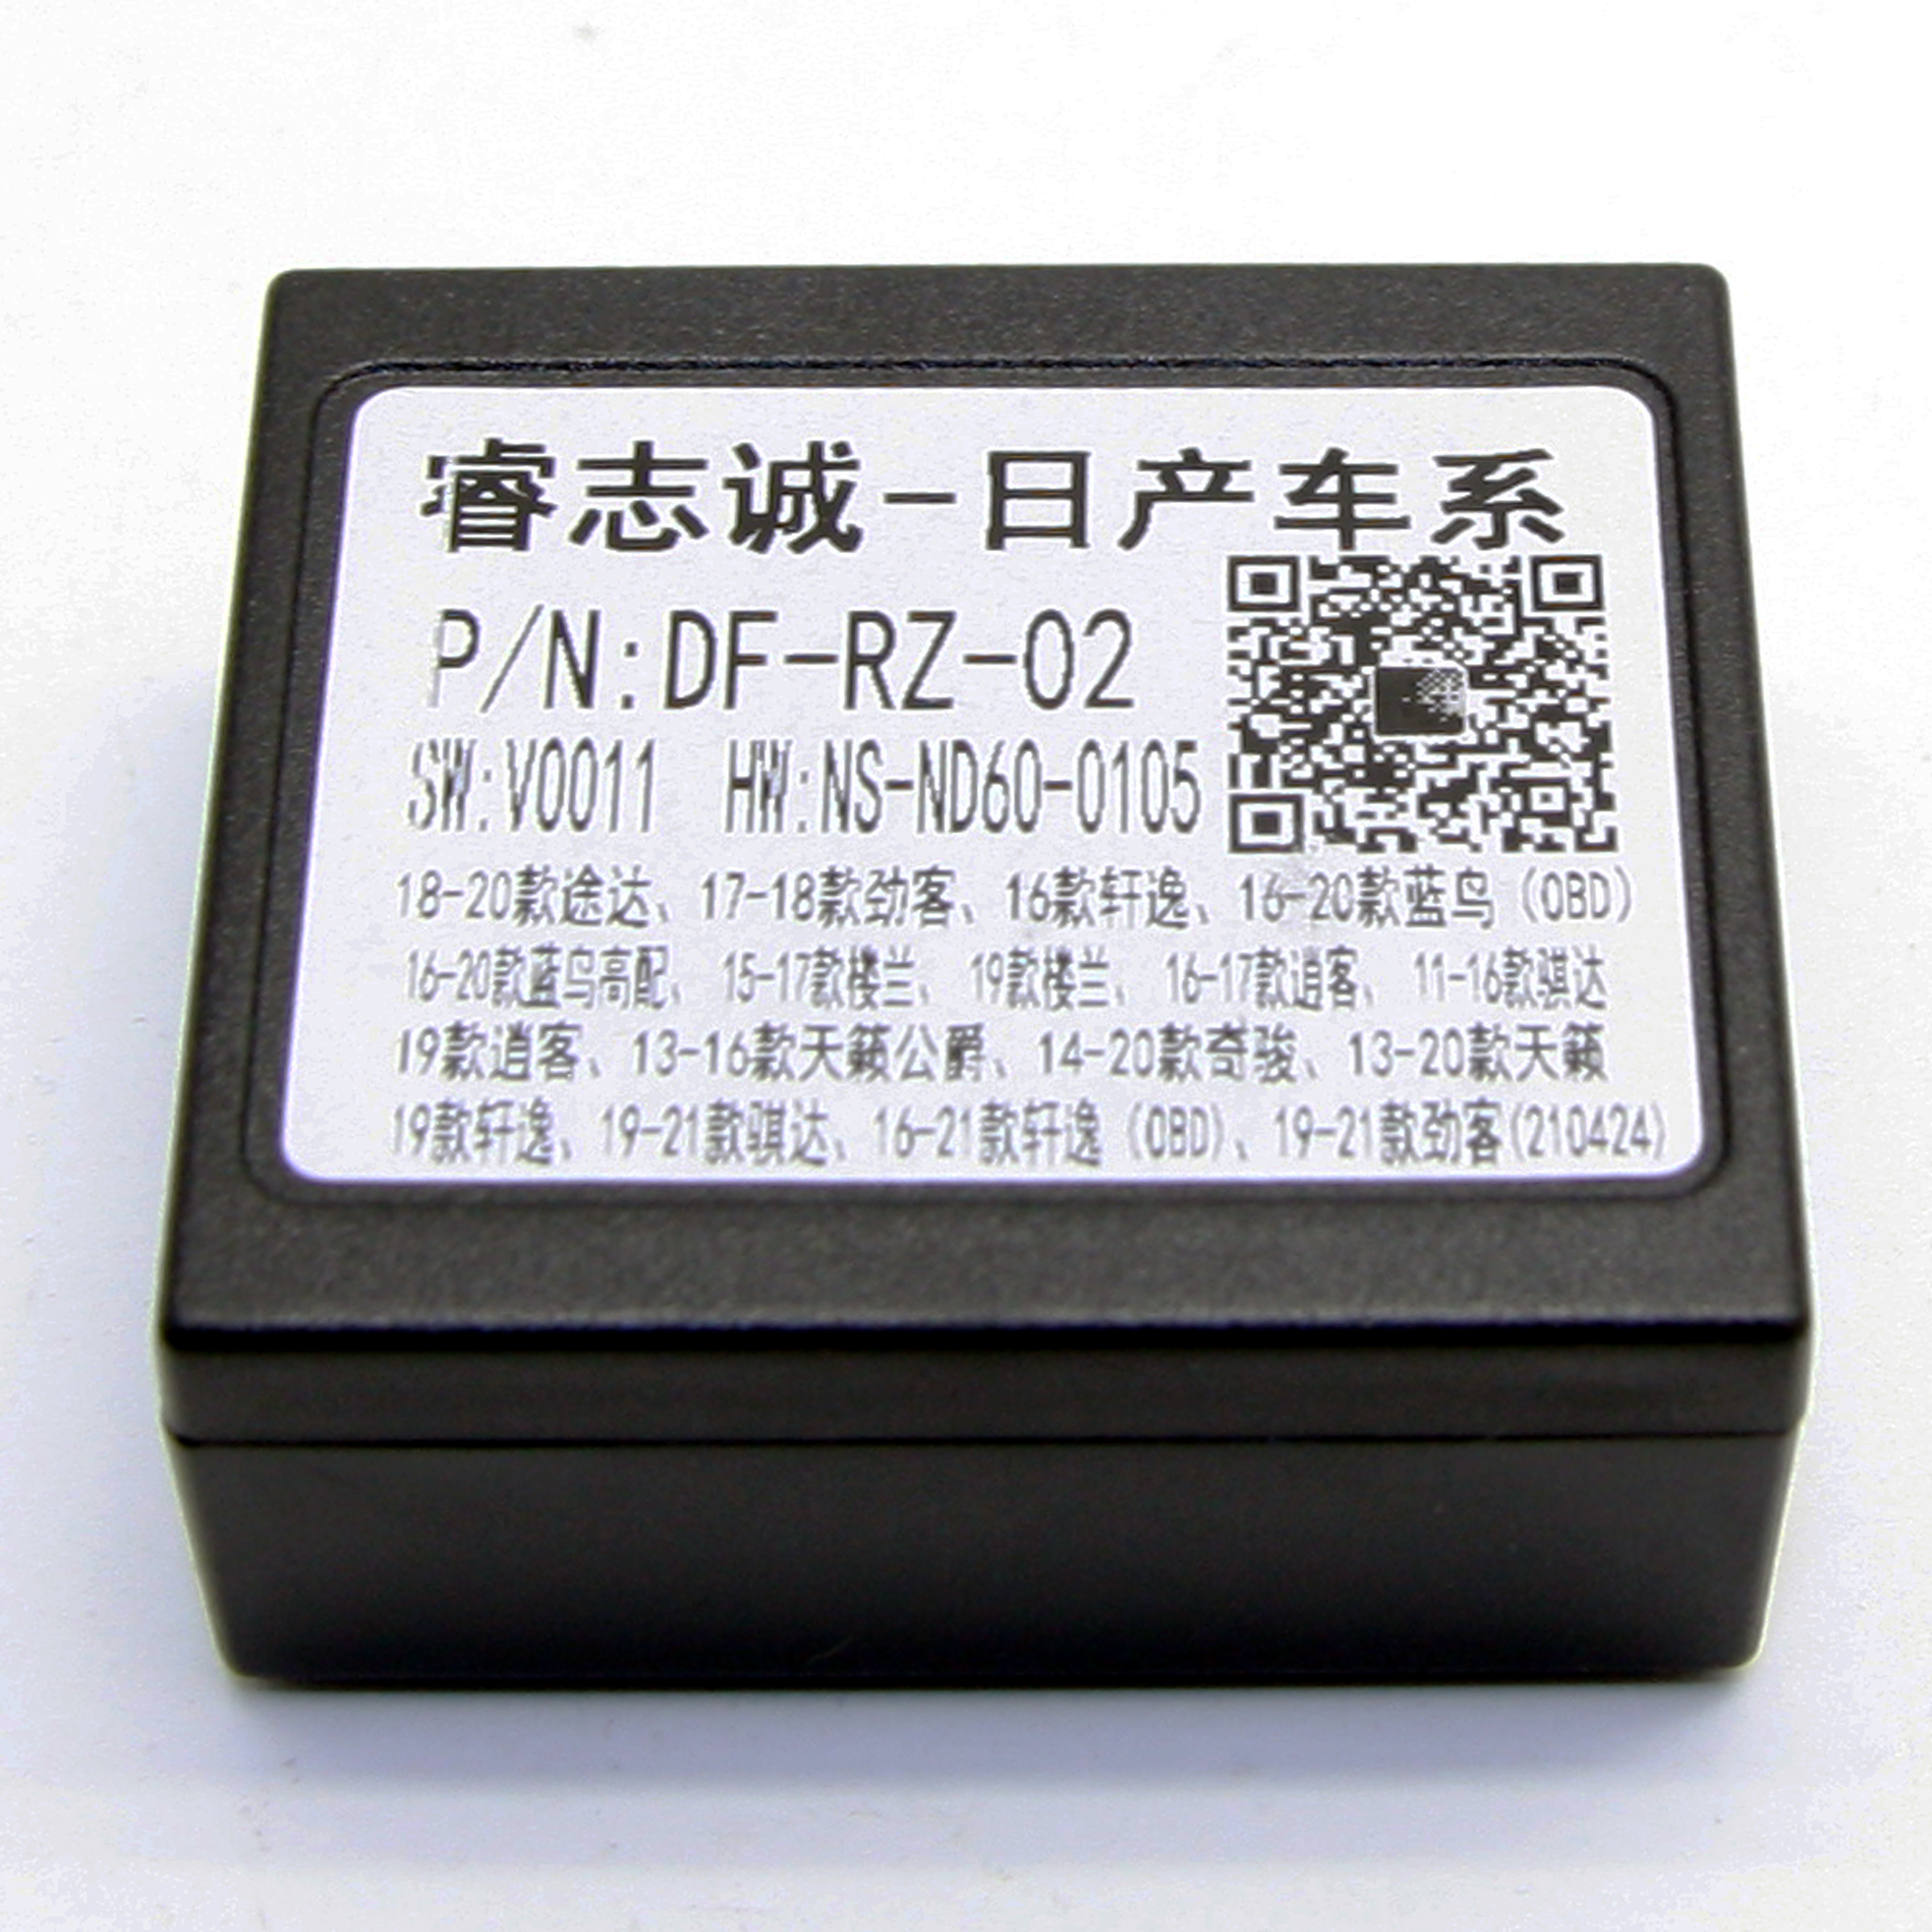 睿志诚-日产车系
P/N:DF-RZ-02
SW:V0011 HW:NS-ND60-0105
18-20款途达、17-18款劲客、16款轩逸、16-20款蓝鸟(OBD)
16-20款蓝鸟高配、15-17款楼兰、19款楼兰、16-17款逍客、11-16款骐达
19款逍客、13-16款天籁公爵、14-20款奇骏、13-20款天籁
19款轩逸、19-21款骐达、16-21款轩逸(OBD)、19-21款劲客(210424)